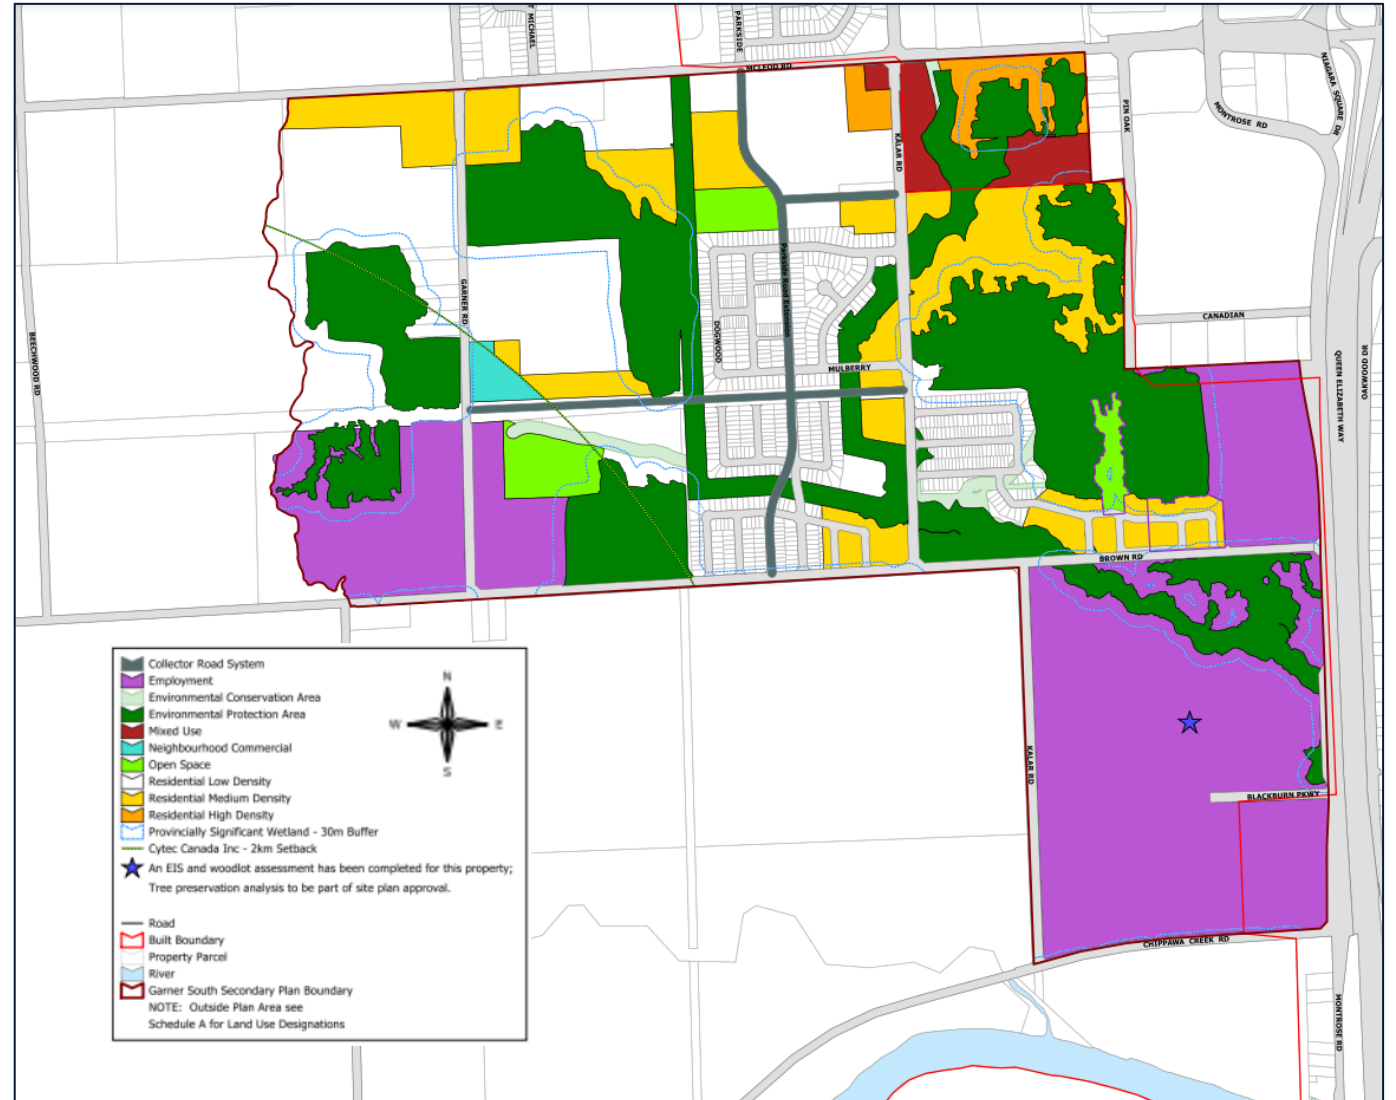 F MICHAEL
PARKSIDE
MCLEOD RD
NIAGARA SQUARE DR
PIN OAK
MONTROSE RD
KALAR RD
GARNER RD
Parkside Road Extension
CANADIAN
DOGWOOD
BEECHWOOD RD
MULBERRY
QUEEN ELIZABETH WAY
OAKWOOD DR
BROWN RD
KALAR RD
BLACKBURN PKWY
CHIPPAWA CREEK RD
MONTROSE RD
N
W
E
S
Collector Road System
Employment
Environmental Conservation Area
Environmental Protection Area
Mixed Use
Neighbourhood Commercial
Open Space
Residential Low Density
Residential Medium Density
Residential High Density
Provincially Significant Wetland - 30m Buffer
Cytec Canada Inc - 2km Setback
An EIS and woodlot assessment has been completed for this property;
Tree preservation analysis to be part of site plan approval.
Road
Built Boundary
Property Parcel
River
Garner South Secondary Plan Boundary
NOTE: Outside Plan Area see
Schedule A for Land Use Designations